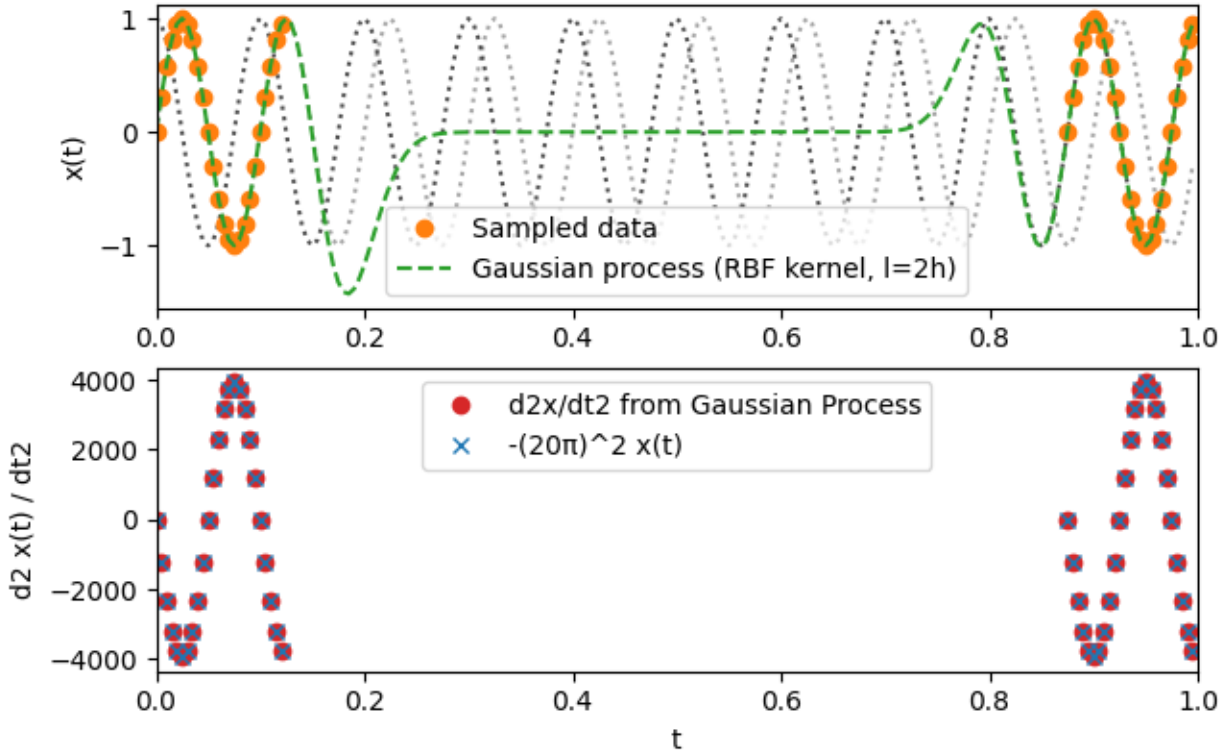 1
0
−1
x(t)
Sampled data
Gaussian process (RBF kernel, l=2h)
0.0 0.2 0.4 0.6 0.8 1.0
4000
2000
0
−2000
−4000
d2 x(t) / dt2
d2x/dt2 from Gaussian Process
-(20π)^2 x(t)
0.0 0.2 0.4 0.6 0.8 1.0
t